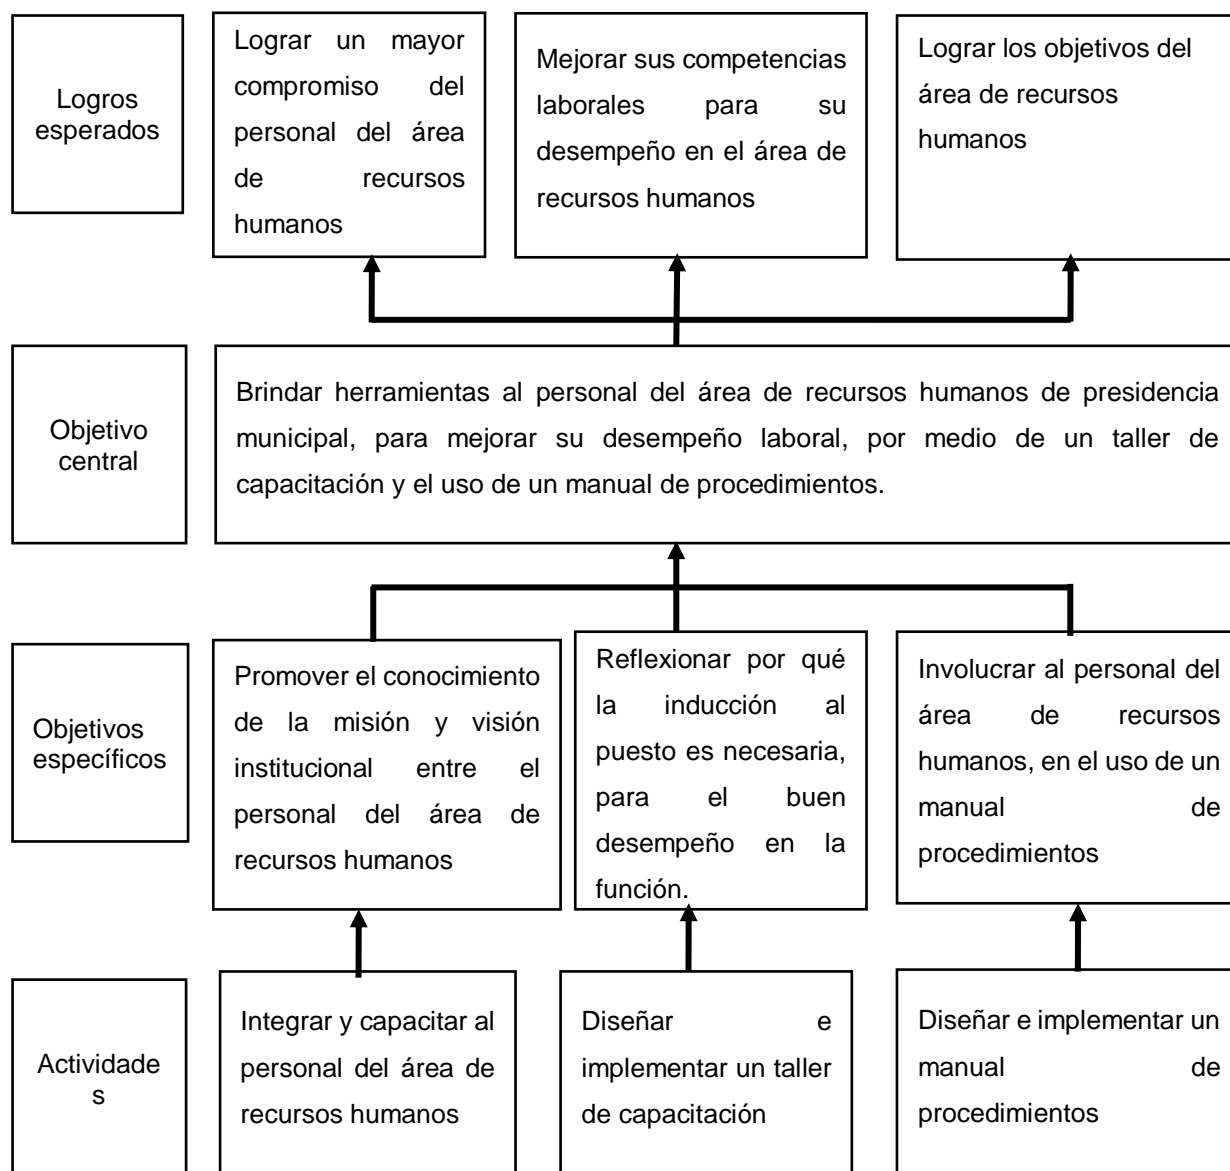 Logros
esperados
Lograr un mayor
compromiso del
personal del área
de recursos
humanos
Mejorar sus competencias
laborales para su
desempeño en el área de
recursos humanos
Lograr los objetivos del
área de recursos
humanos
Objetivo
central
Brindar herramientas al personal del área de recursos humanos de presidencia
municipal, para mejorar su desempeño laboral, por medio de un taller de
capacitación y el uso de un manual de procedimientos.
Objetivos
específicos
Promover el conocimiento
de la misión y visión
institucional entre el
personal del área de
recursos humanos
Reflexionar por qué
la inducción al
puesto es necesaria,
para el buen
desempeño en la
función.
Involucrar al personal del
área de recursos
humanos, en el uso de un
manual de
procedimientos
Actividade
s
Integrar y capacitar al
personal del área de
recursos humanos
Diseñar e
implementar un taller
de capacitación
Diseñar e implementar un
manual de
procedimientos